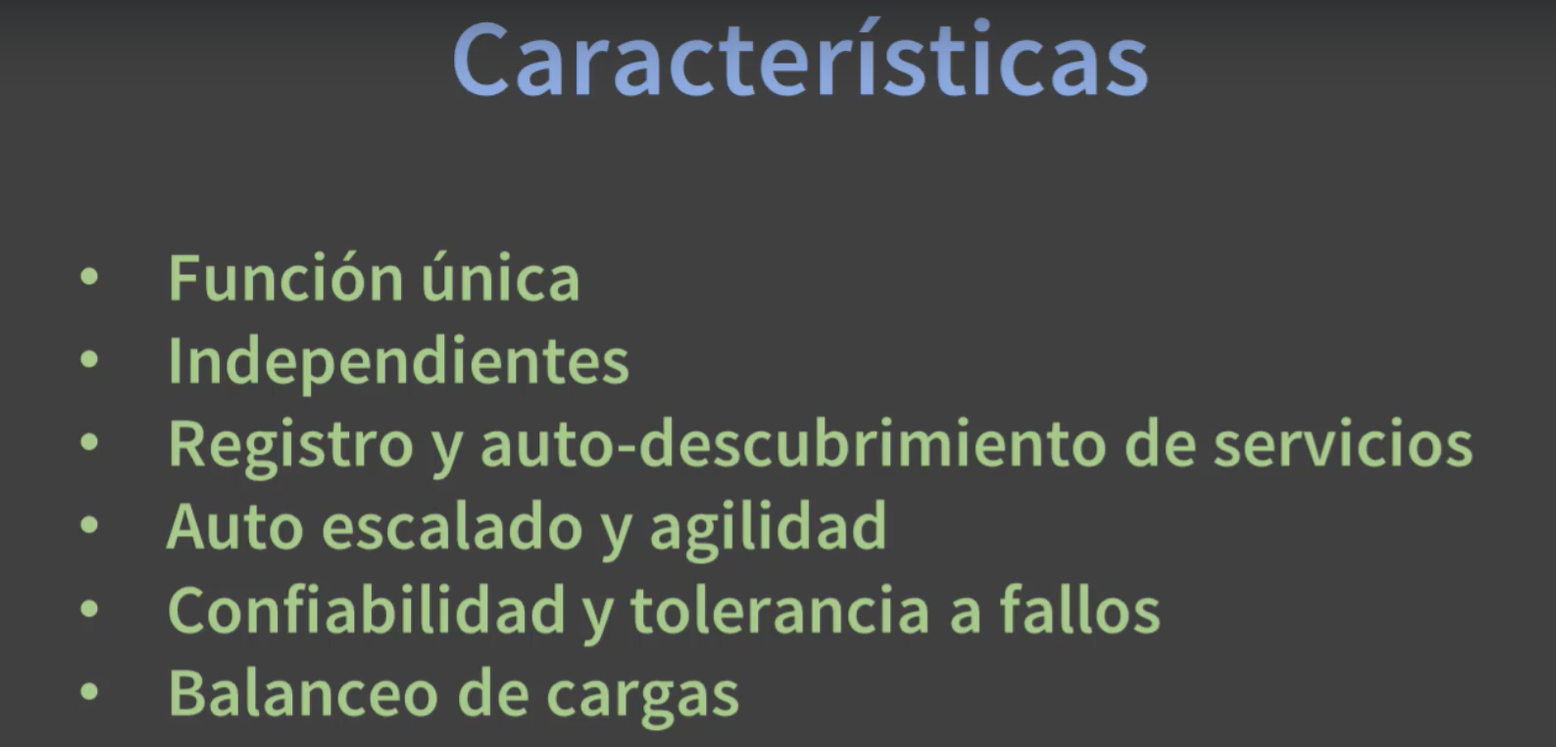 Características
• Función única
• Independientes
• Registro y auto-descubrimiento de servicios
• Auto escalado y agilidad
• Confiabilidad y tolerancia a fallos
• Balanceo de cargas